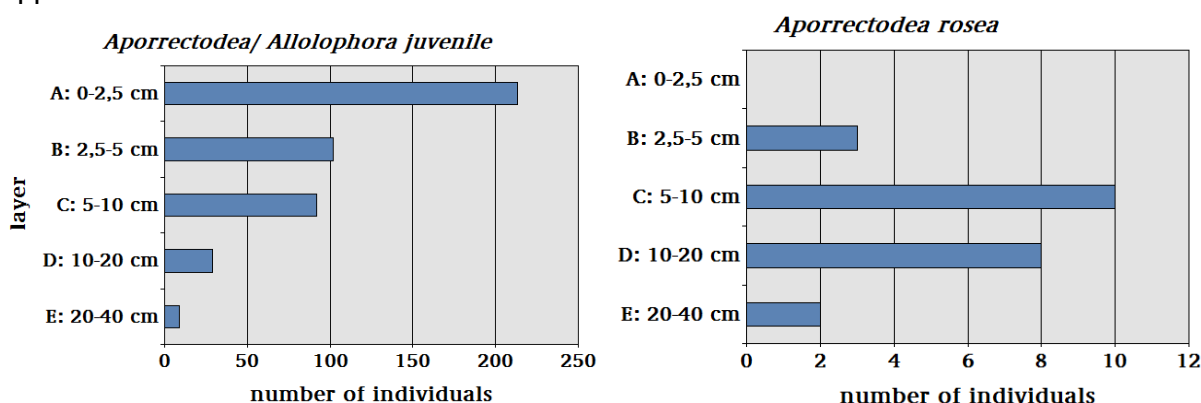 Aporrectodea/ Allolophora juvenile
layer
A: 0-2,5 cm
B: 2,5-5 cm
C: 5-10 cm
D: 10-20 cm
E: 20-40 cm
0 50 100 150 200 250
number of individuals
Aporrectodea rosea
A: 0-2,5 cm
B: 2,5-5 cm
C: 5-10 cm
D: 10-20 cm
E: 20-40 cm
0 2 4 6 8 10 12
number of individuals